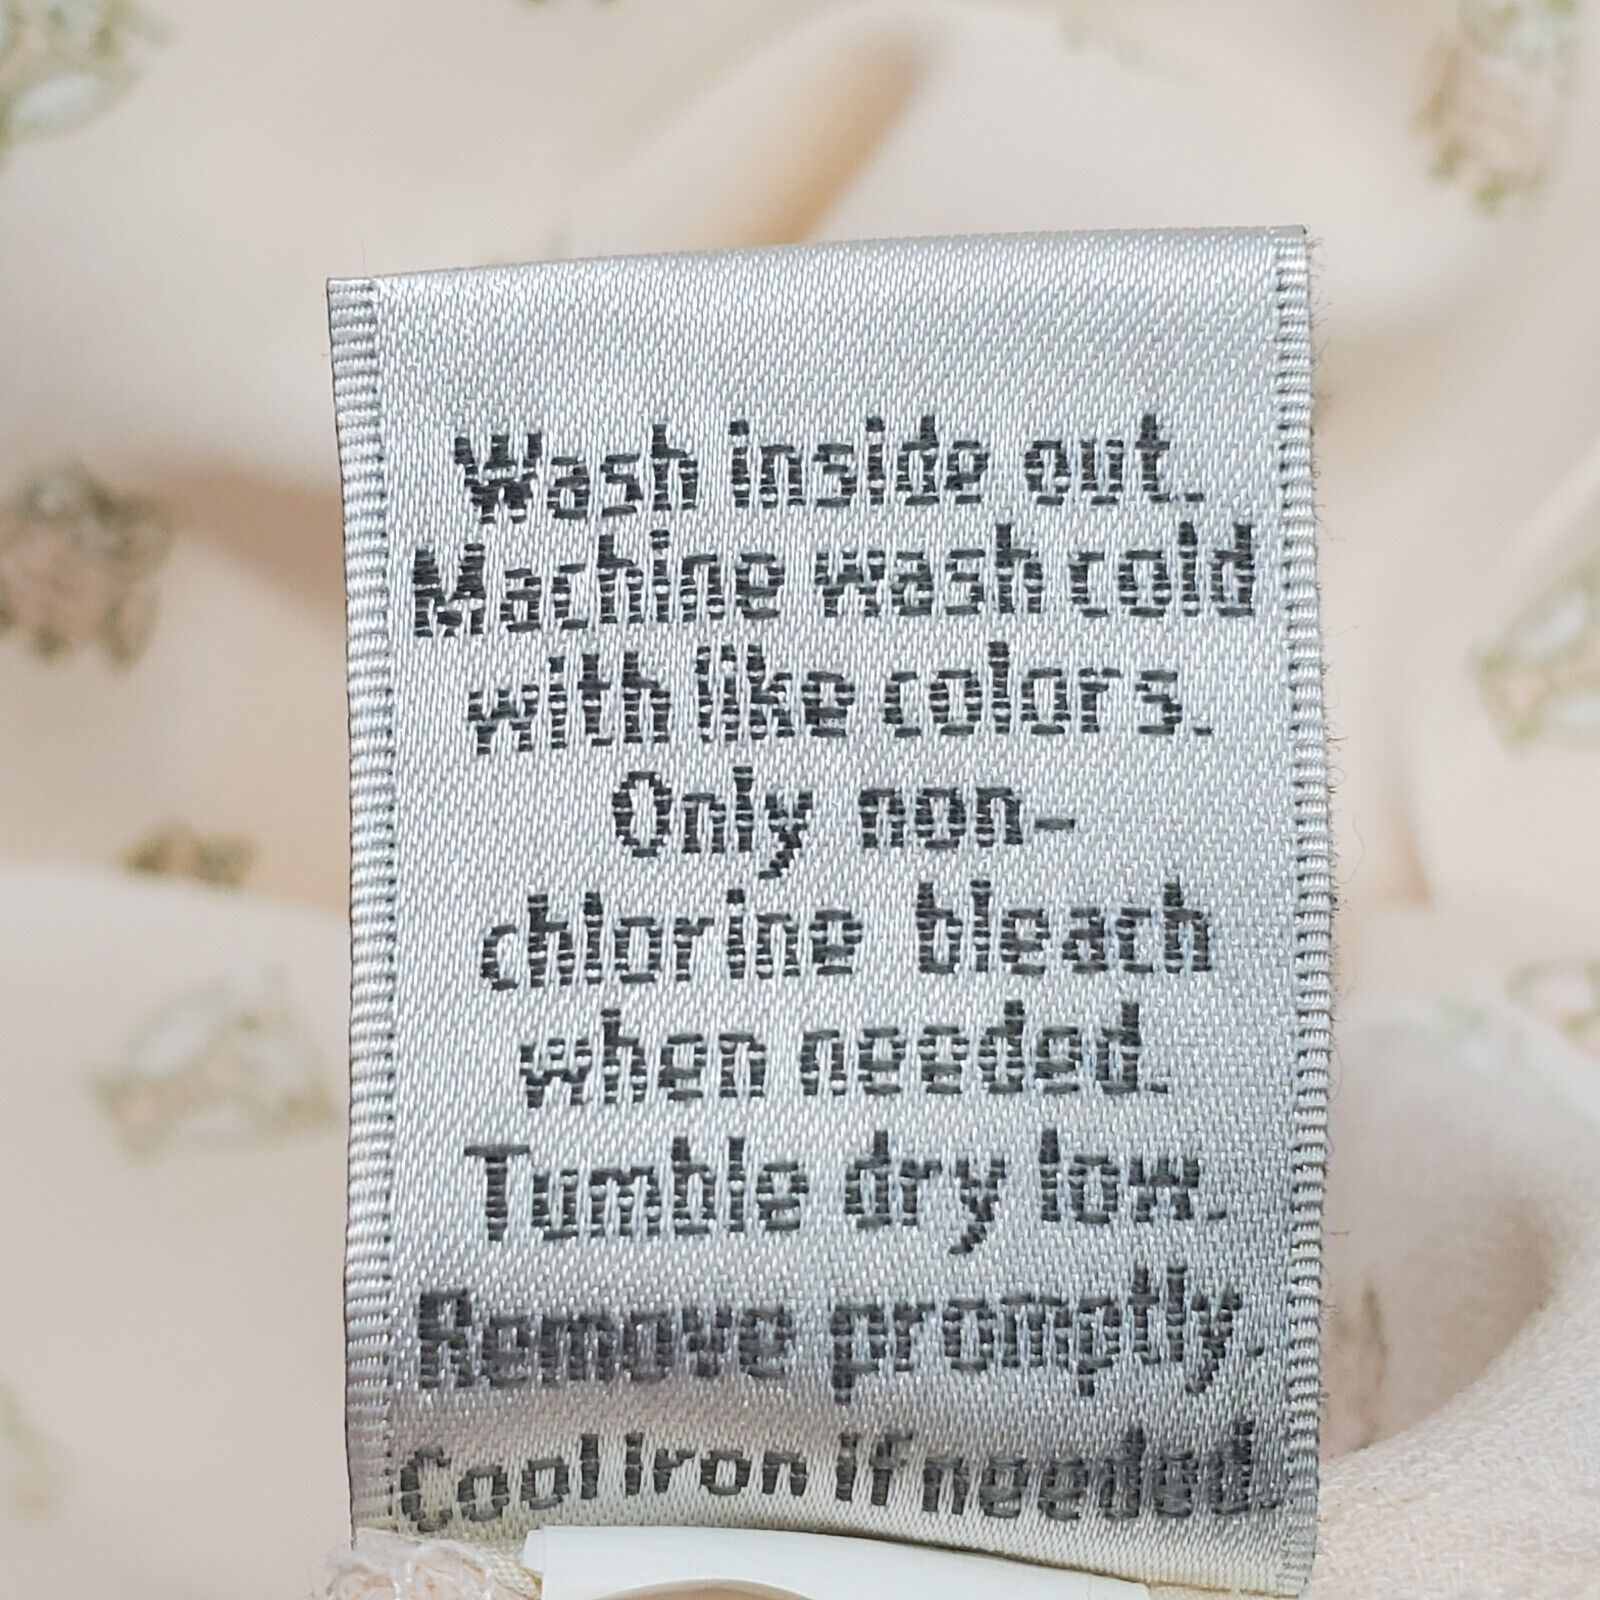 Wash inside out.
Machine wash cold
with like colors.
Only non-
chlorine bleach
when needed.
Tumble dry low.
Remove promptly.
Cool iron if needed.